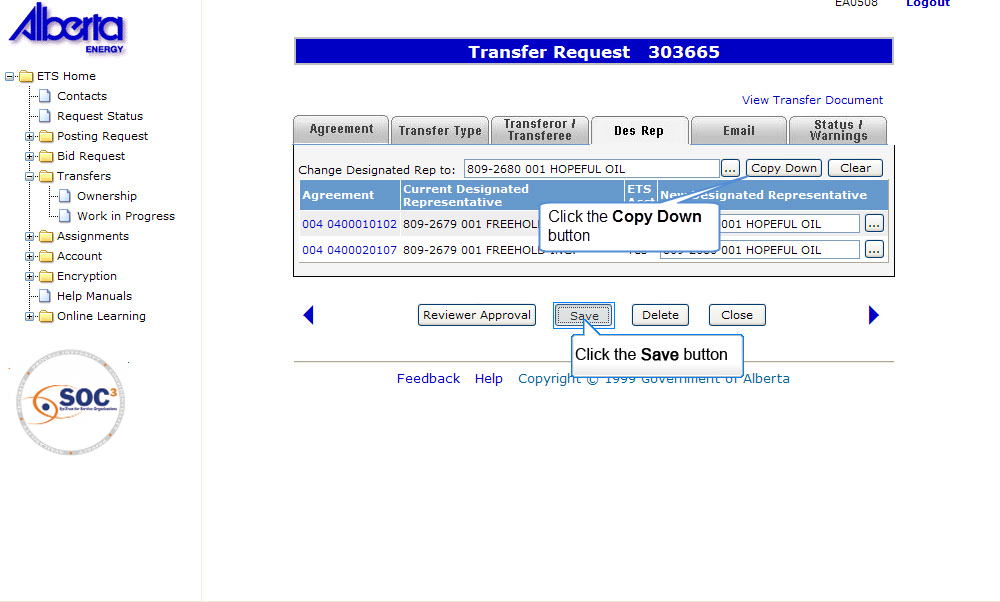 EA0508 Logout
Alberta
ENERGY
Transfer Request 303665
ETS Home
Contacts
Request Status
Posting Request
Bid Request
Transfers
Ownership
Work in Progress
Assignments
Account
Encryption
Help Manuals
Online Learning
SOC3
View Transfer Document
Agreement
Transfer Type
Transferor /
Transferee
Des Rep
Email
Status /
Warnings
Change Designated Rep to: 809-2680 001 HOPEFUL OIL ... Copy Down Clear
Agreement
Current Designated
Representative
ETS
New Designated Representative
Click the Copy Down
button
004 0400010102 809-2679 001 FREEHOL 001 HOPEFUL OIL ...
004 0400020107 809-2679 001 FREEHOLD 001 HOPEFUL OIL ...
Reviewer Approval Save Delete Close
Click the Save button
Feedback Help Copyright © 1999 Government of Alberta